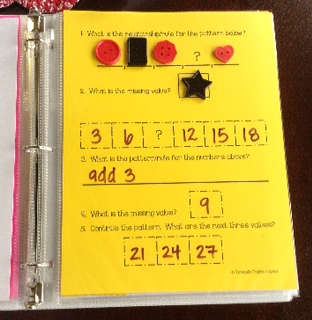 1. What is the relationship/rule for the pattern below?
?
2. What is the missing value?
3 6 ? 12 15 18
3. What is the pattern/rule for the numbers above?
add 3
4. What is the missing value? 9
5. Continue the pattern. What are the next three values?
21 24 27